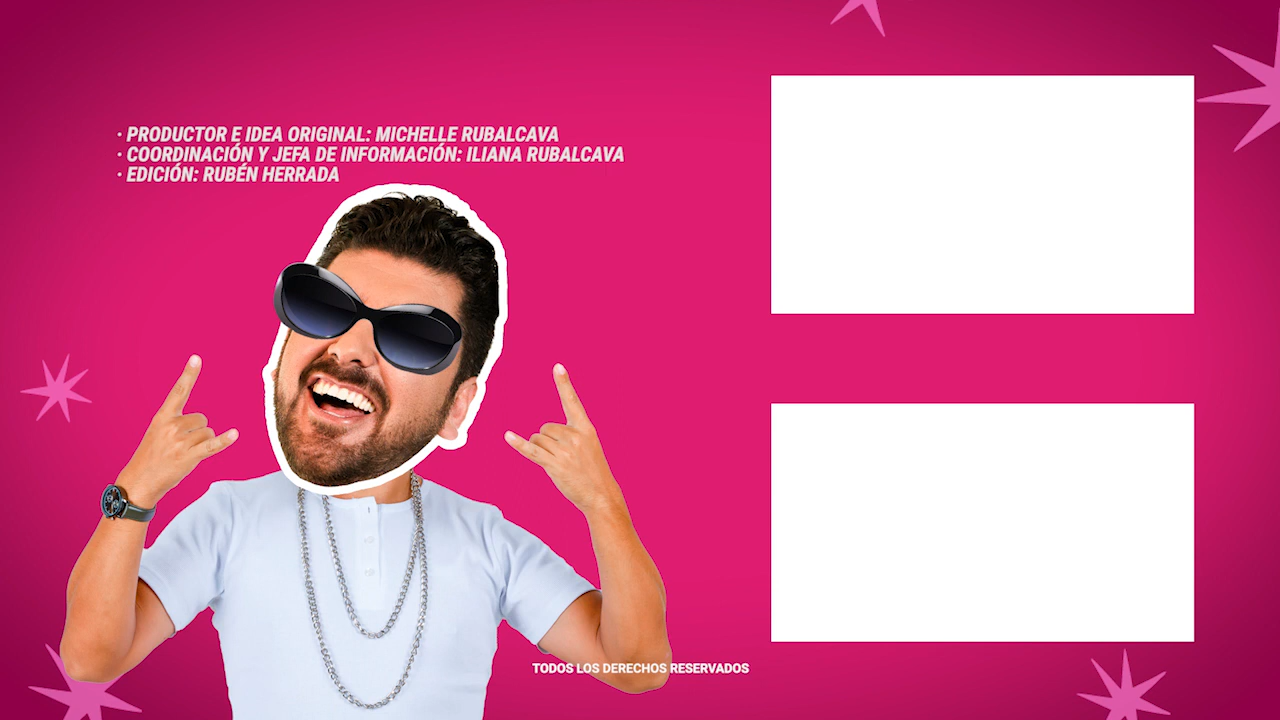 · PRODUCTOR E IDEA ORIGINAL: MICHELLE RUBALCAVA
· COORDINACIÓN Y JEFA DE INFORMACIÓN: ILIANA RUBALCAVA
· EDICIÓN: RUBÉN HERRADA
TODOS LOS DERECHOS RESERVADOS